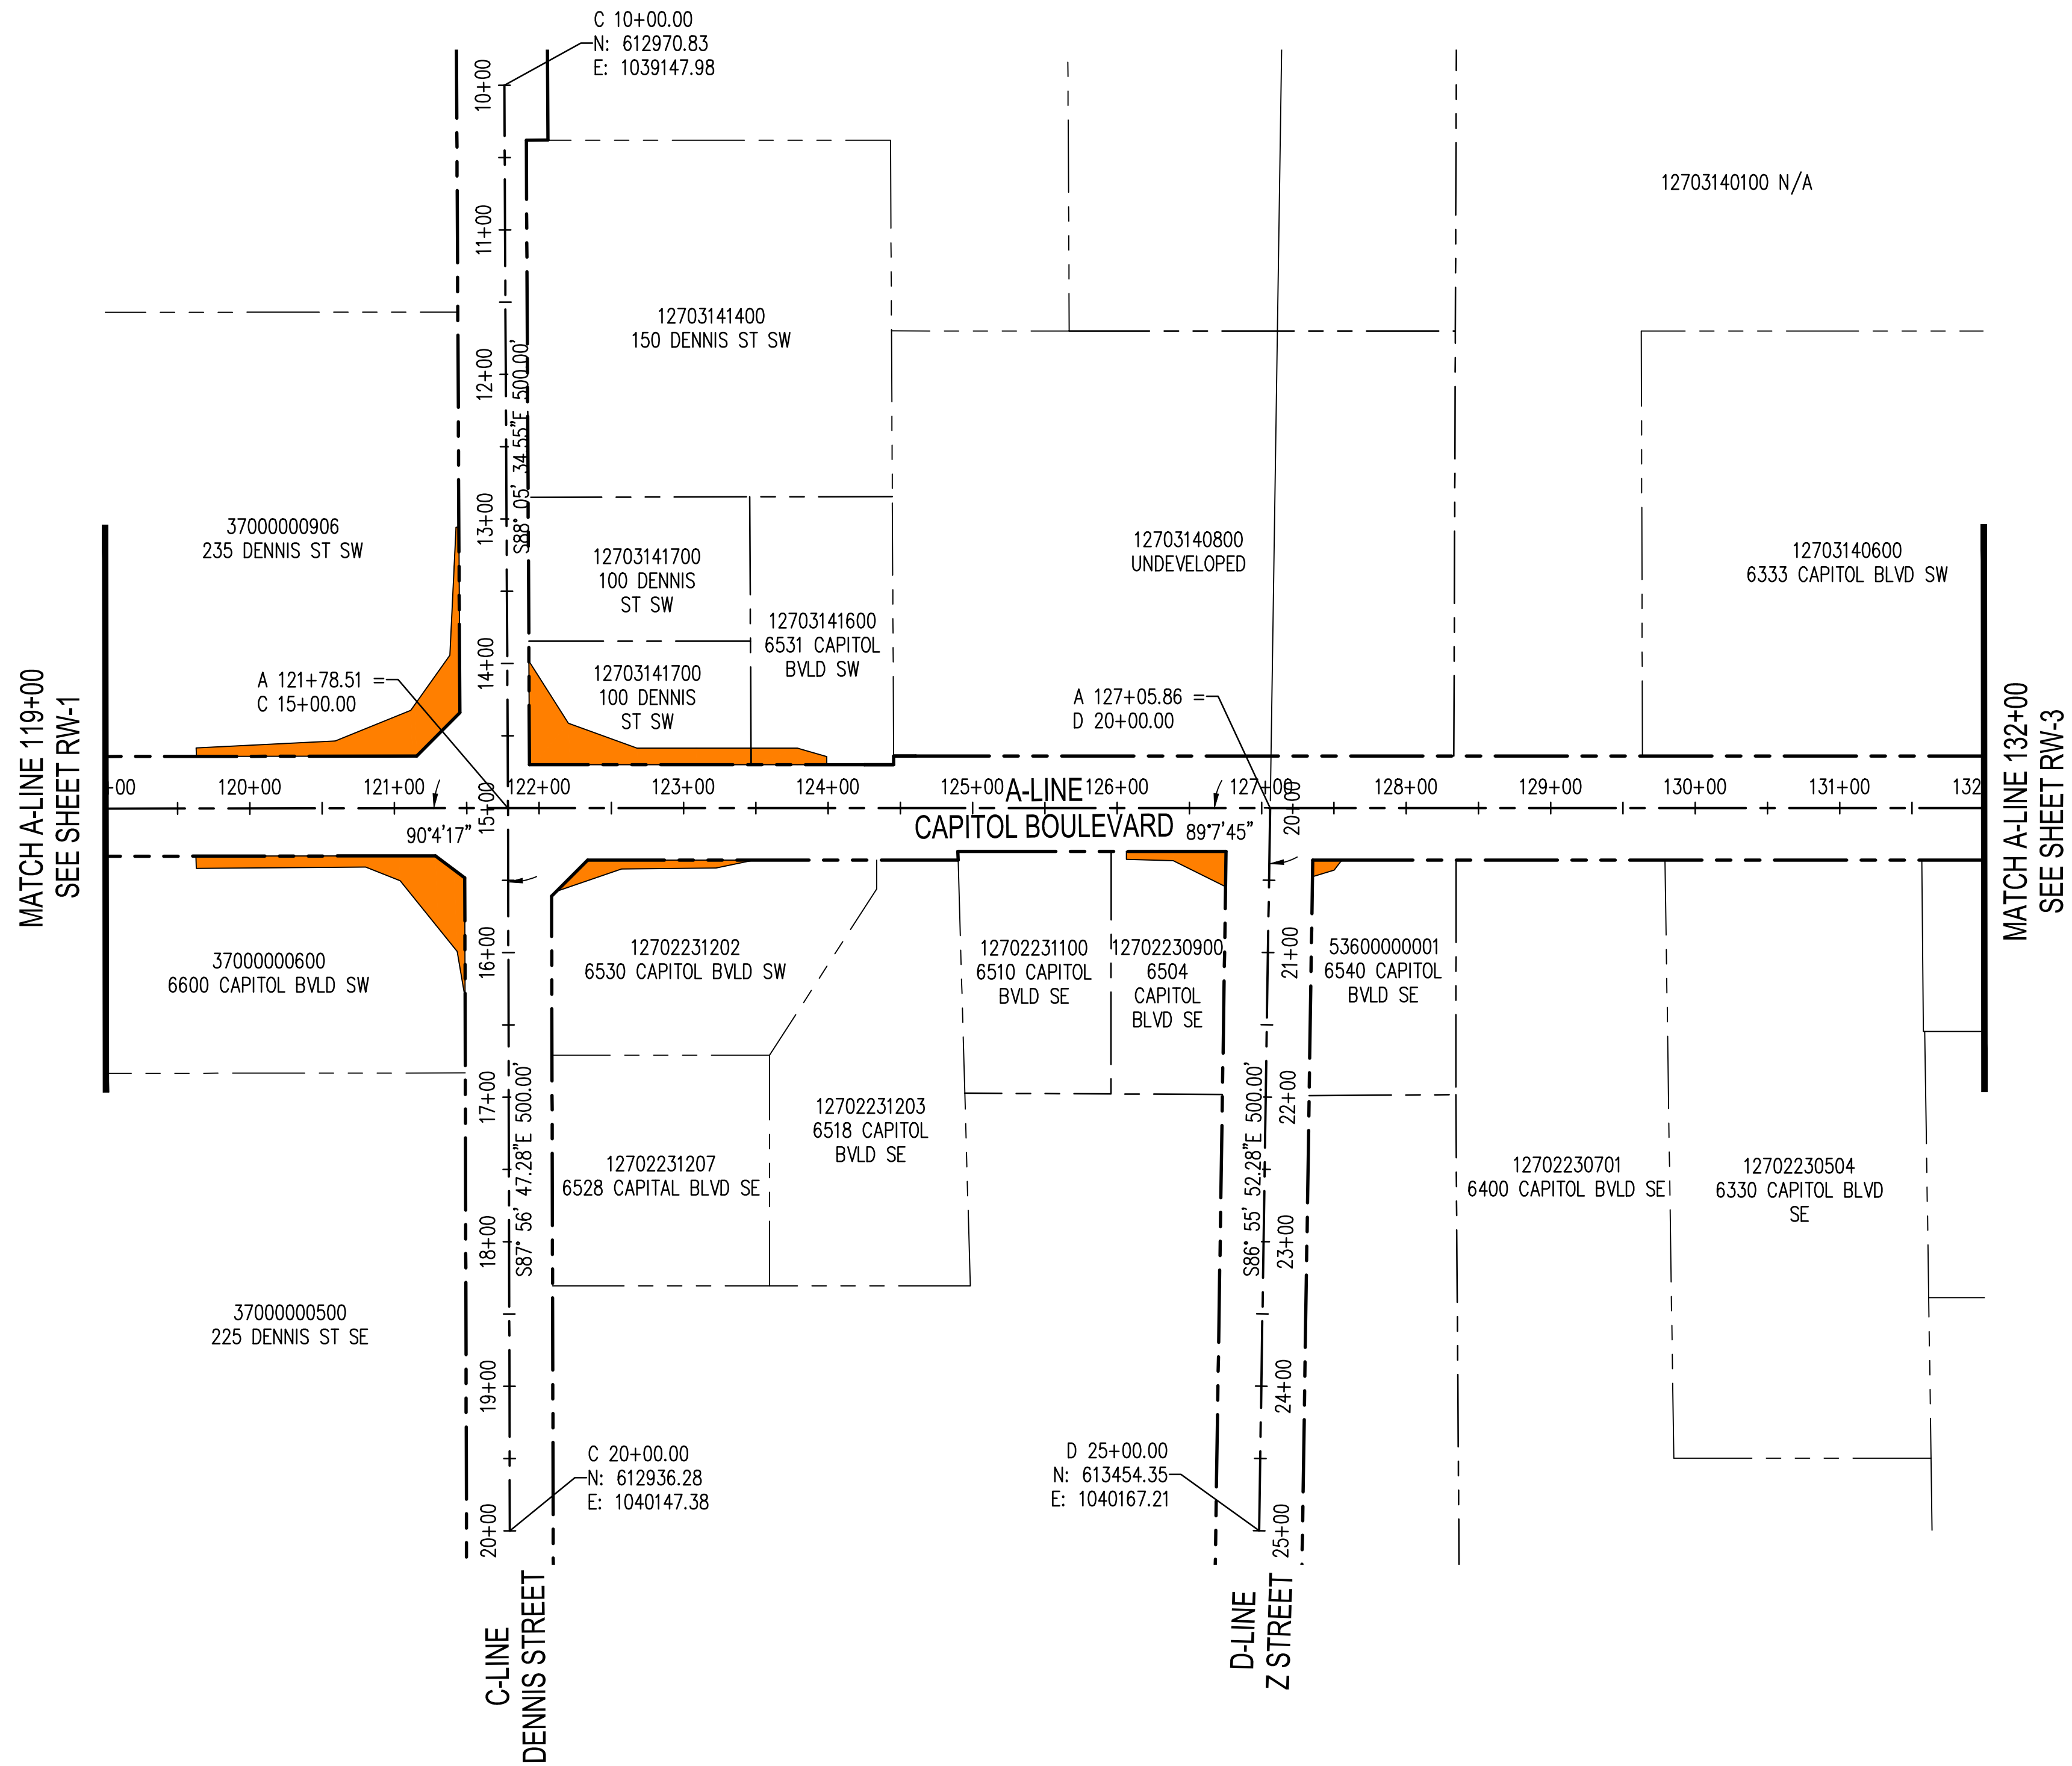 C 10+00.00
N: 612970.83
E: 1039147.98
10+00
11+00
12+00
13+00
14+00
15+00
16+00
17+00
18+00
19+00
20+00
S88° 05' 34.55"E 500.00'
S87° 56' 47.28"E 500.00'
12703140100 N/A
12703141400
150 DENNIS ST SW
37000000906
235 DENNIS ST SW
12703141700
100 DENNIS
ST SW
12703141600
6531 CAPITOL
BVLD SW
12703141700
100 DENNIS
ST SW
12703140800
UNDEVELOPED
12703140600
6333 CAPITOL BLVD SW
MATCH A-LINE 119+00
SEE SHEET RW-1
MATCH A-LINE 132+00
SEE SHEET RW-3
A 121+78.51 =
C 15+00.00
A 127+05.86 =
D 20+00.00
+00
120+00
121+00
122+00
123+00
124+00
125+00
A-LINE
126+00
127+00
128+00
129+00
130+00
131+00
132
90°4'17"
CAPITOL BOULEVARD
89°7'45"
20+00
21+00
22+00
23+00
24+00
25+00
S86° 55' 52.28"E 500.00'
37000000600
6600 CAPITOL BVLD SW
12702231202
6530 CAPITOL BVLD SW
12702231100
6510 CAPITOL
BVLD SE
12702230900
6504
CAPITOL
BLVD SE
53600000001
6540 CAPITOL
BVLD SE
12702231207
6528 CAPITAL BLVD SE
12702231203
6518 CAPITOL
BVLD SE
12702230701
6400 CAPITOL BVLD SE
12702230504
6330 CAPITOL BLVD
SE
37000000500
225 DENNIS ST SE
C 20+00.00
N: 612936.28
E: 1040147.38
D 25+00.00
N: 613454.35
E: 1040167.21
C-LINE
DENNIS STREET
D-LINE
Z STREET